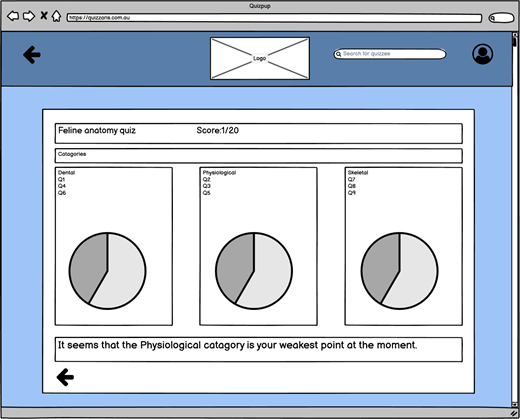 Quizpup
https://quizzana.com.au
Logo
Search for quizzes
Feline anatomy quiz Score:1/20
Catagories
Dental
Q1
Q4
Q6
Physiological
Q2
Q3
Q5
Skeletal
Q7
Q8
Q9
It seems that the Physiological catagory is your weakest point at the moment.